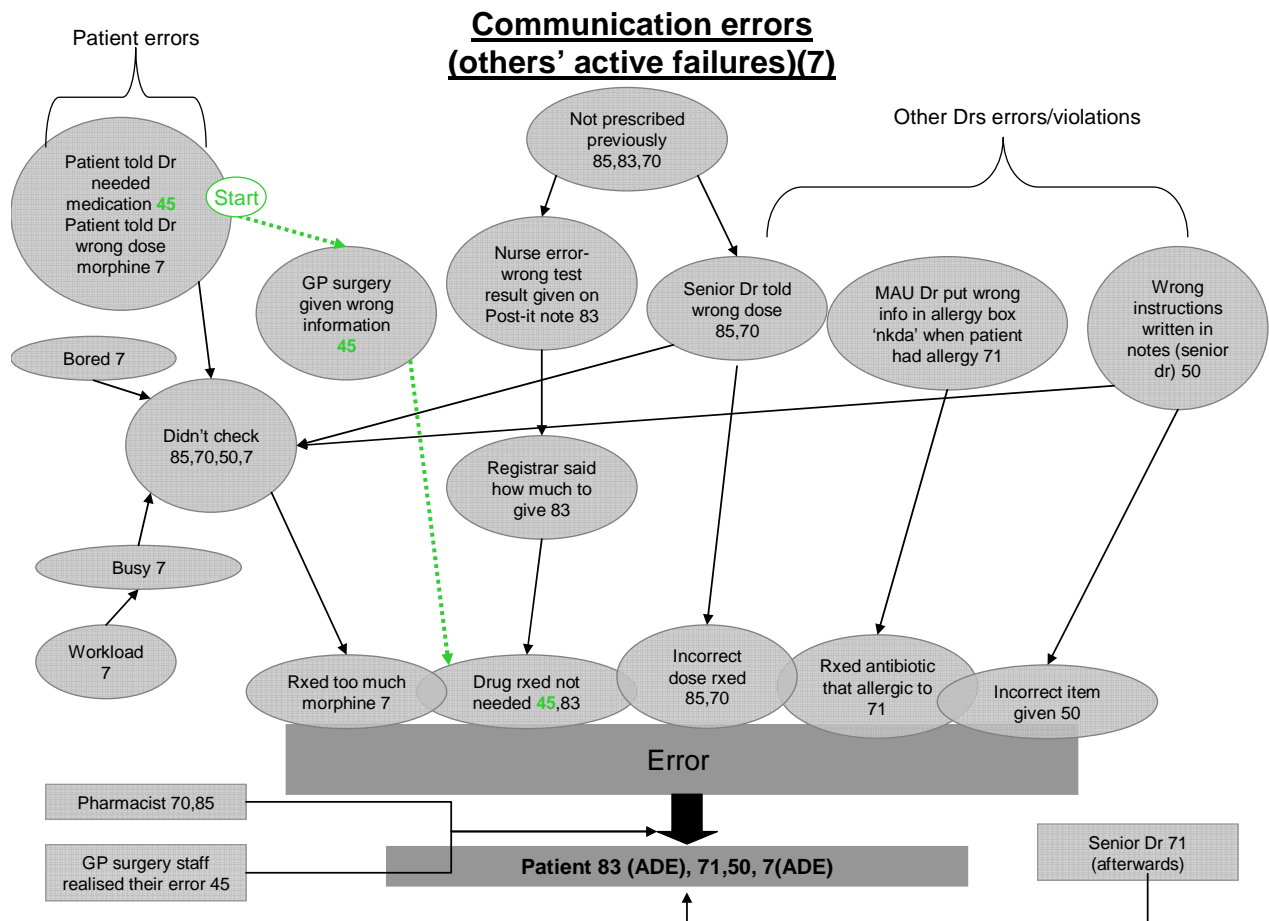 Communication errors
(others' active failures)(7)
Patient errors
Other Drs errors/violations
Patient told Dr
needed
medication 45
Patient told Dr
wrong dose
morphine 7
Start
Not prescribed
previously
85,83,70
GP surgery
given wrong
information
45
Nurse error-
wrong test
result given on
Post-it note 83
Senior Dr told
wrong dose
85,70
MAU Dr put wrong
info in allergy box
'nkda' when patient
had allergy 71
Wrong
instructions
written in
notes (senior
dr) 50
Bored 7
Didn't check
85,70,50,7
Registrar said
how much to
give 83
Busy 7
Workload
7
Rxed too much
morphine 7
Drug rxed not
needed 45,83
Incorrect
dose rxed
85,70
Rxed antibiotic
that allergic to
71
Incorrect item
given 50
Error
Pharmacist 70,85
GP surgery staff
realised their error 45
Patient 83 (ADE), 71,50, 7(ADE)
Senior Dr 71
(afterwards)